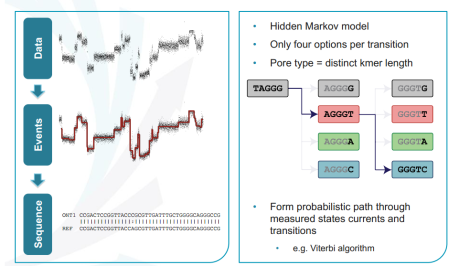 Data
Events
Sequence
ONT1 CCGACTCCGGTTACCCGCGTTGATTTGCTGGGGCAGGGCCG
REF CCGACTCCGGTTACCAGCGTTGATTTGCTGGGGCAGGGCCG
• Hidden Markov model
• Only four options per transition
• Pore type = distinct kmer length
TAGGG AGGGG GGGTG
AGGGT GGGTT
AGGGA GGGTA
AGGGC GGGTC
• Form probabilistic path through
measured states currents and
transitions
• e.g. Viterbi algorithm